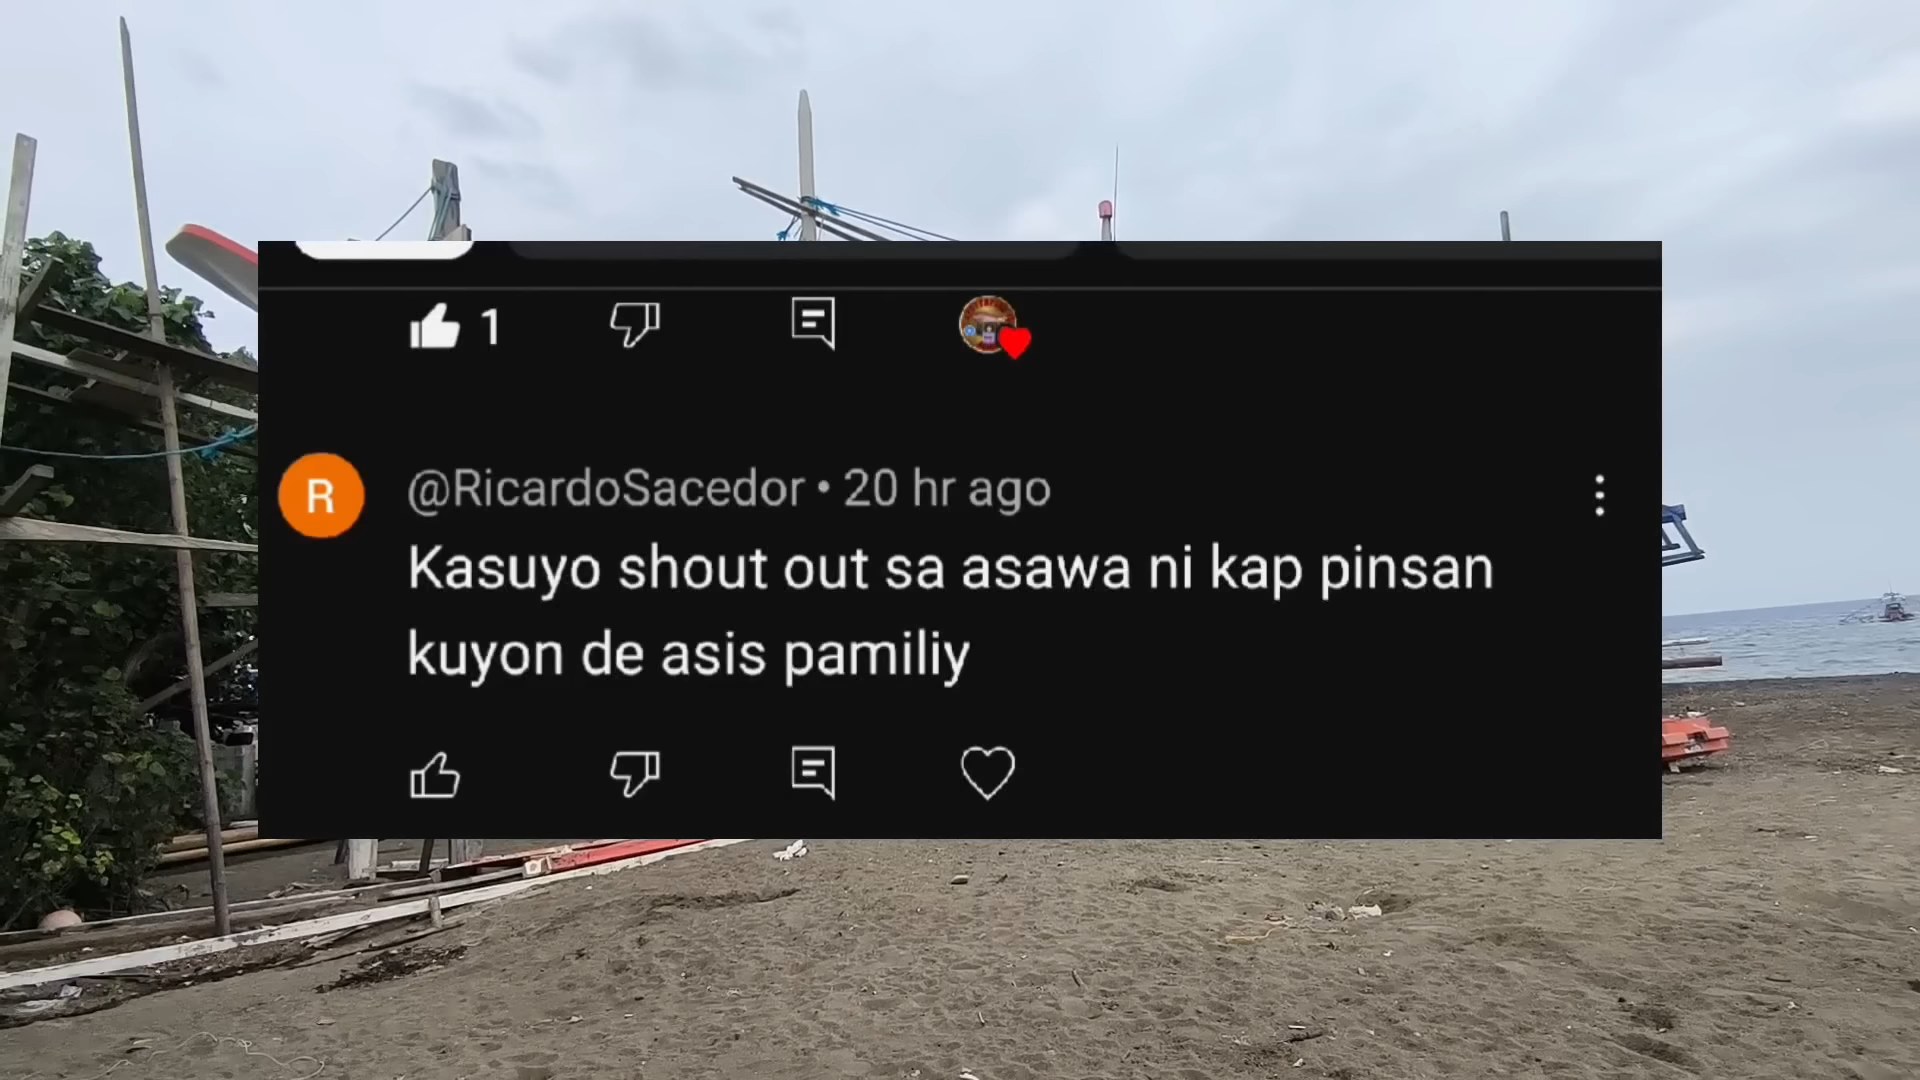 1
R
@RicardoSacedor • 20 hr ago
Kasuyo shout out sa asawa ni kap pinsan
kuyon de asis pamiliy